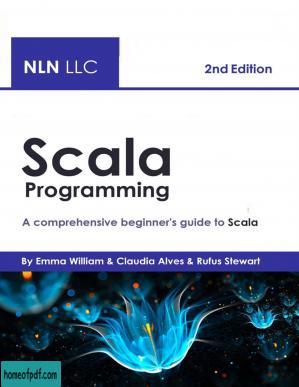 NLN LLC
2nd Edition
Scala
Programming
A comprehensive beginner's guide to Scala
By Emma William & Claudia Alves & Rufus Stewart
homeofpdf.com